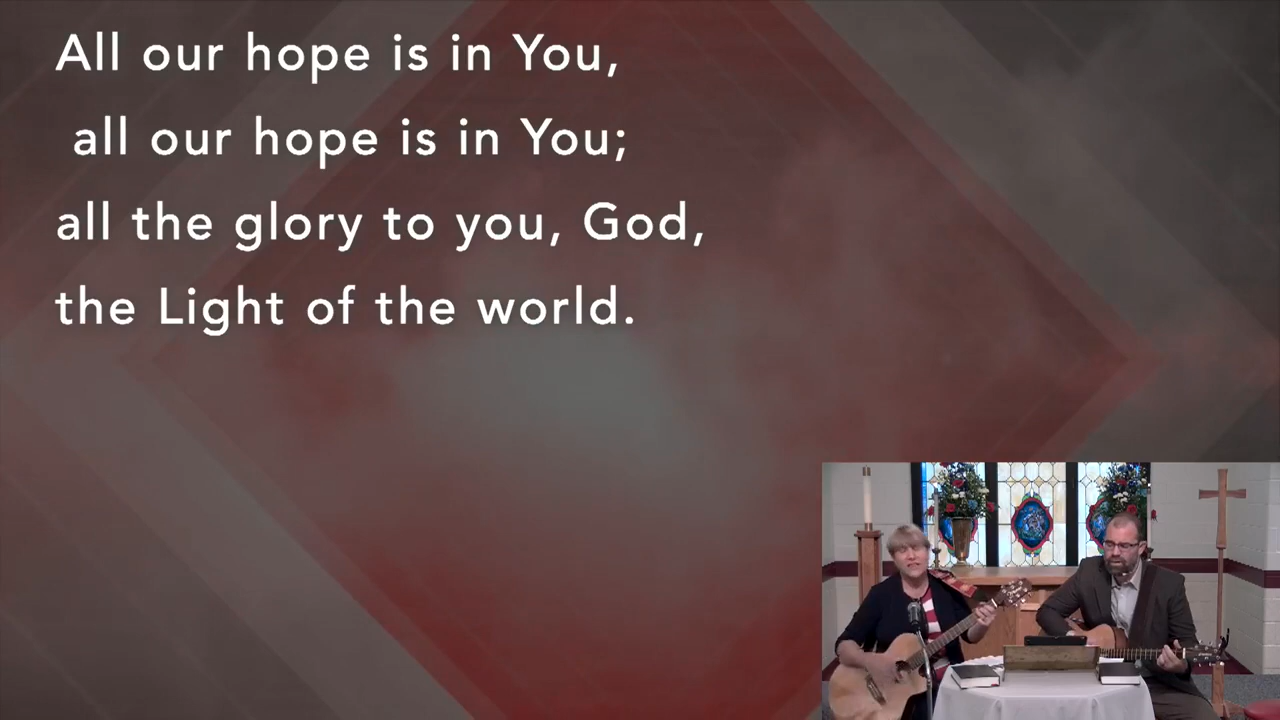 All our hope is in You,
all our hope is in You;
all the glory to you, God,
the Light of the world.